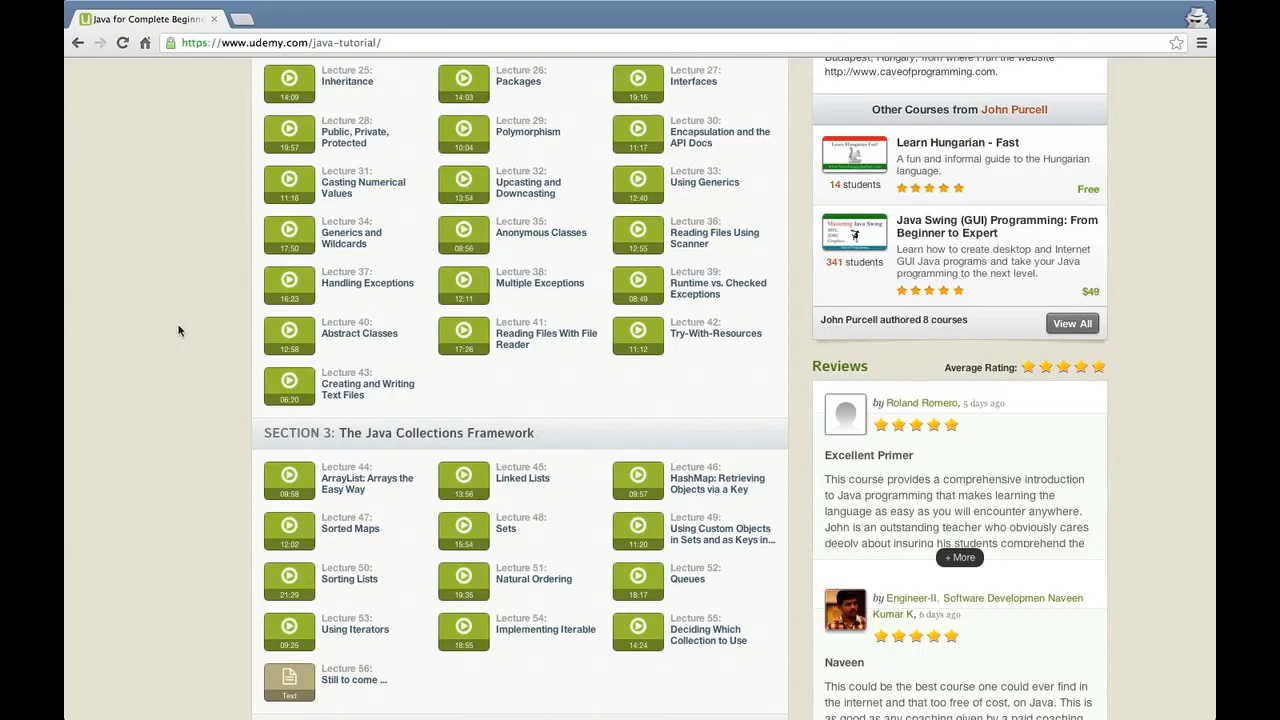 Java for Complete Beginne
https://www.udemy.com/java-tutorial/
Lecture 25:
Inheritance
14:09
Lecture 26:
Packages
14:03
Lecture 27:
Interfaces
19:15
Lecture 28:
Public, Private,
Protected
19:57
Lecture 29:
Polymorphism
10:04
Lecture 30:
Encapsulation and the
API Docs
11:17
Lecture 31:
Casting Numerical
Values
11:16
Lecture 32:
Upcasting and
Downcasting
13:54
Lecture 33:
Using Generics
12:40
Lecture 34:
Generics and
Wildcards
17:50
Lecture 35:
Anonymous Classes
08:56
Lecture 36:
Reading Files Using
Scanner
12:55
Lecture 37:
Handling Exceptions
16:23
Lecture 38:
Multiple Exceptions
12:11
Lecture 39:
Runtime vs. Checked
Exceptions
08:49
Lecture 40:
Abstract Classes
12:58
Lecture 41:
Reading Files With File
Reader
17:26
Lecture 42:
Try-With-Resources
11:12
Lecture 43:
Creating and Writing
Text Files
06:20
SECTION 3: The Java Collections Framework
Lecture 44:
ArrayList: Arrays the
Easy Way
09:58
Lecture 45:
Linked Lists
13:56
Lecture 46:
HashMap: Retrieving
Objects via a Key
09:57
Lecture 47:
Sorted Maps
12:02
Lecture 48:
Sets
15:54
Lecture 49:
Using Custom Objects
in Sets and as Keys in...
11:20
Lecture 50:
Sorting Lists
21:29
Lecture 51:
Natural Ordering
19:35
Lecture 52:
Queues
18:17
Lecture 53:
Using Iterators
09:25
Lecture 54:
Implementing Iterable
18:55
Lecture 55:
Deciding Which
Collection to Use
14:24
Lecture 56:
Still to come ...
Text
Budapest, Hungary, from where I run the website
http://www.caveofprogramming.com.
Other Courses from John Purcell
Learn Hungarian Fast!
Learn Hungarian - Fast
A fun and informal guide to the Hungarian
language.
14 students
Free
Mastering Java Swing
Java Swing (GUI) Programming: From
Beginner to Expert
Learn how to create desktop and Internet
GUI Java programs and take your Java
programming to the next level.
341 students
$49
John Purcell authored 8 courses
View All
Reviews
Average Rating:
by Roland Romero, 5 days ago
Excellent Primer
This course provides a comprehensive introduction
to Java programming that makes learning the
language as easy as you will encounter anywhere.
John is an outstanding teacher who obviously cares
deeply about insuring his students comprehend the
+ More
by Engineer-II, Software Developmen Naveen
Kumar K, 6 days ago
Naveen
This could be the best course one could ever find in
the internet and that too free of cost, on Java. This is
as good as any coaching given by a paid coaching